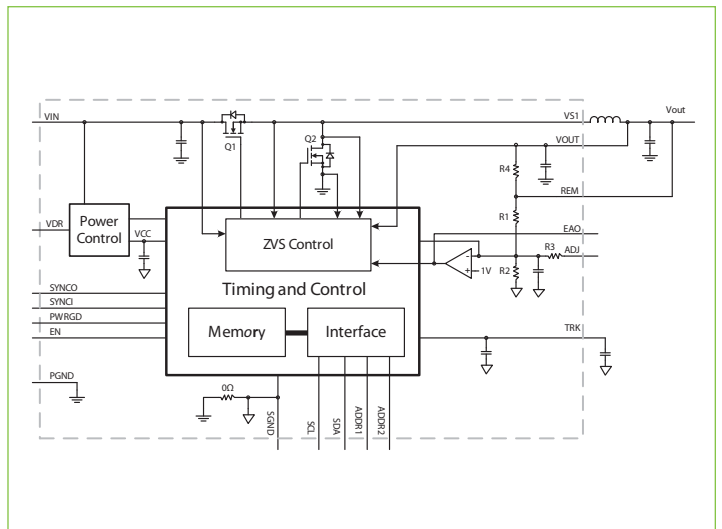 VIN
VS1
Vout
Q1
Q2
VOUT
R4
REM
R1
EAO
R3
ADJ
R2
-
+
1V
VDR
Power
Control
VCC
ZVS Control
Timing and Control
SYNCO
SYNCI
PWRGD
EN
Memory
Interface
TRK
PGND
0Ω
SGND
SCL
SDA
ADDR1
ADDR2